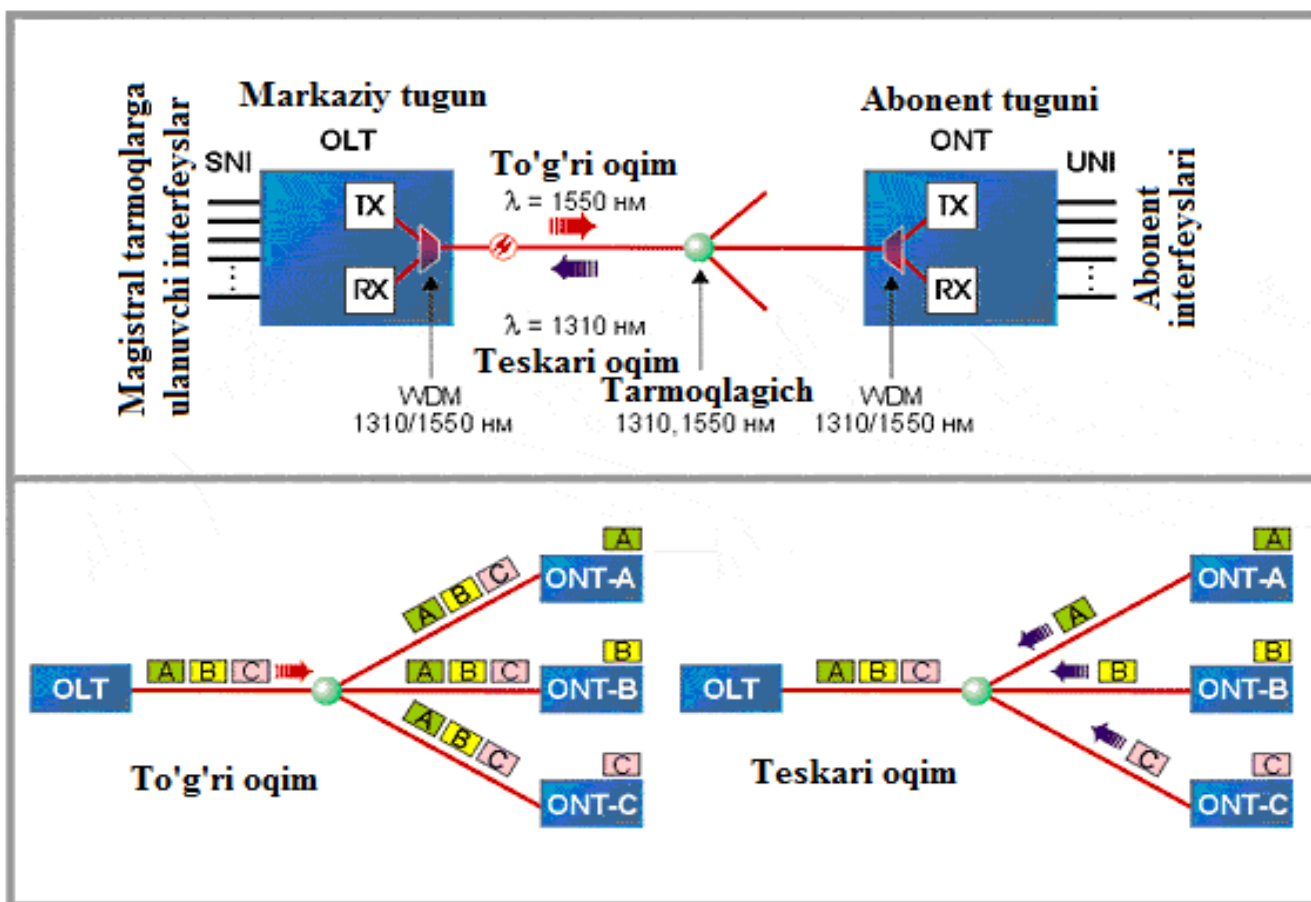 Magistral tarmoqlarga
ulanuvchi interfeyslar
Markaziy tugun
OLT
SNI
TX
RX
To'g'ri oqim
λ = 1550 нм
λ = 1310 нм
Teskari oqim
WDM
1310/1550 нм
Tarmoqlagich
1310,1550 нм
Abonent tuguni
ONT
UNI
TX
RX
WDM
1310/1550 нм
Abonent
interfeyslari
OLT
A B C
A B C
A B C
A B C
A
ONT-A
B
ONT-B
C
ONT-C
To'g'ri oqim
OLT
A B C
A
B
C
A
ONT-A
B
ONT-B
C
ONT-C
Teskari oqim